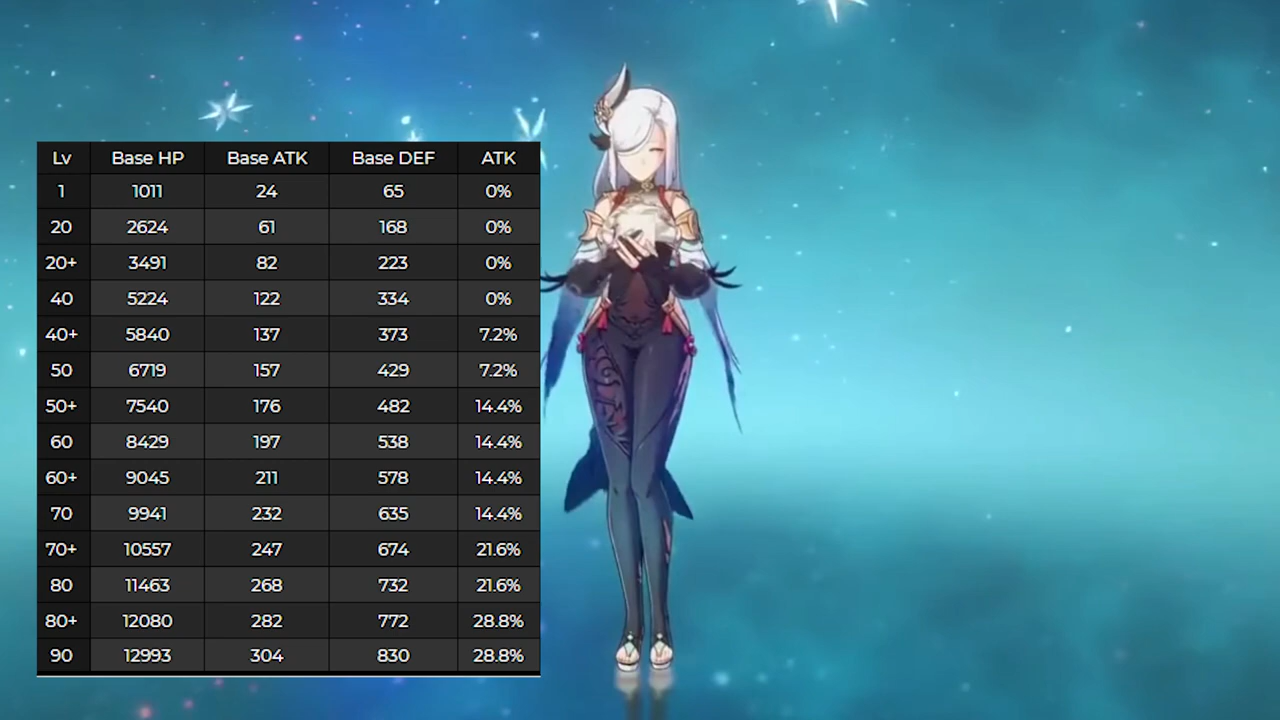 Lv Base HP Base ATK Base DEF ATK
1 1011 24 65 0%
20 2624 61 168 0%
20+ 3491 82 223 0%
40 5224 122 334 0%
40+ 5840 137 373 7.2%
50 6719 157 429 7.2%
50+ 7540 176 482 14.4%
60 8429 197 538 14.4%
60+ 9045 211 578 14.4%
70 9941 232 635 14.4%
70+ 10557 247 674 21.6%
80 11463 268 732 21.6%
80+ 12080 282 772 28.8%
90 12993 304 830 28.8%